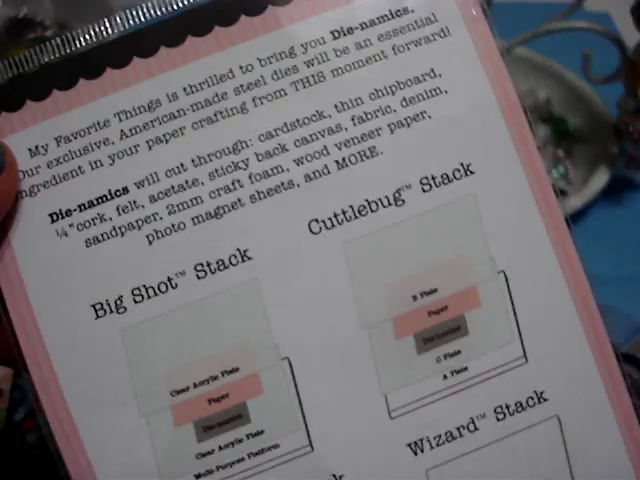 My Favorite Things is thrilled to bring you Die-namics.
Our exclusive, American-made steel dies will be an essential
ingredient in your paper crafting from THIS moment forward!
Die-namics will cut through: cardstock, thin chipboard,
⅛" cork, felt, acetate, sticky back canvas, fabric, denim,
sandpaper, 2mm craft foam, wood veneer paper,
photo magnet sheets, and MORE.
Big Shot™ Stack
Clear Acrylic Plate
Paper
Die-namics
Clear Acrylic Plate
Multi-Purpose Platform
Cuttlebug™ Stack
B Plate
Paper
Die-namics
C Plate
A Plate
Wizard™ Stack